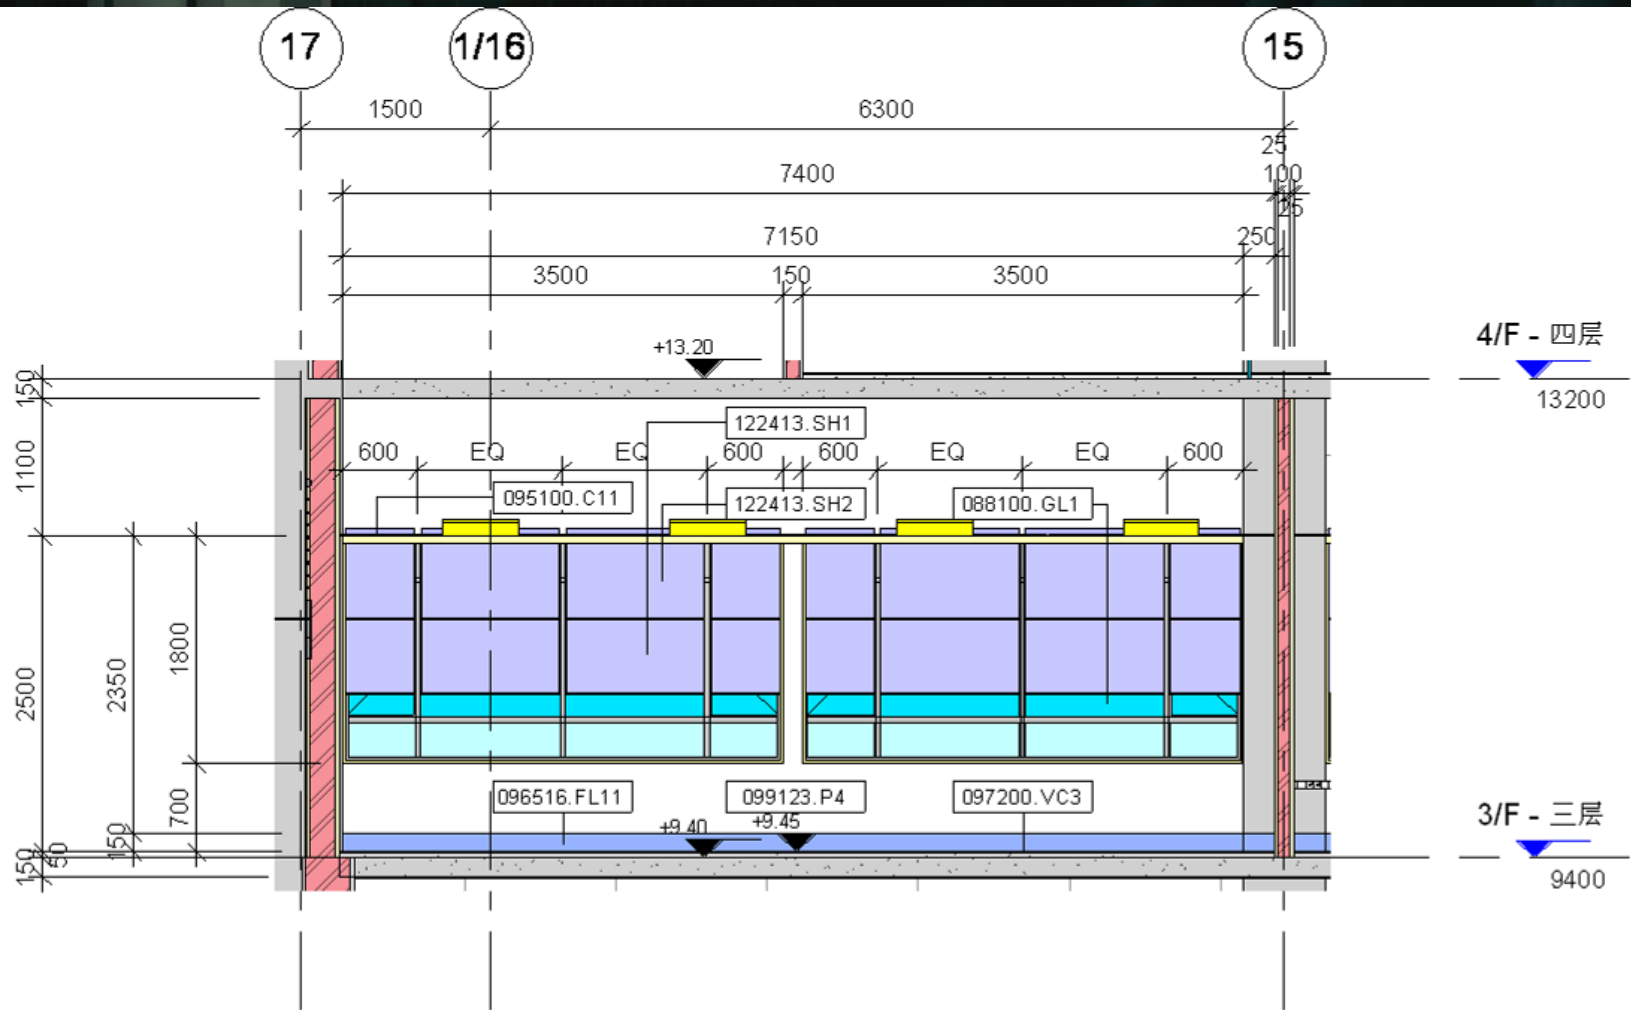 17
1/16
15
1500
6300
25
7400
100
25
7150
250
3500
150
3500
4/F - 四层
+13.20
150
13200
122413.SH1
600
EQ
EQ
600
600
EQ
EQ
600
1100
095100.C11
122413.SH2
088100.GL1
1800
2350
2500
096516.FL11
099123.P4
097200.VC3
700
+9.40
+9.45
3/F - 三层
150
50
150
9400